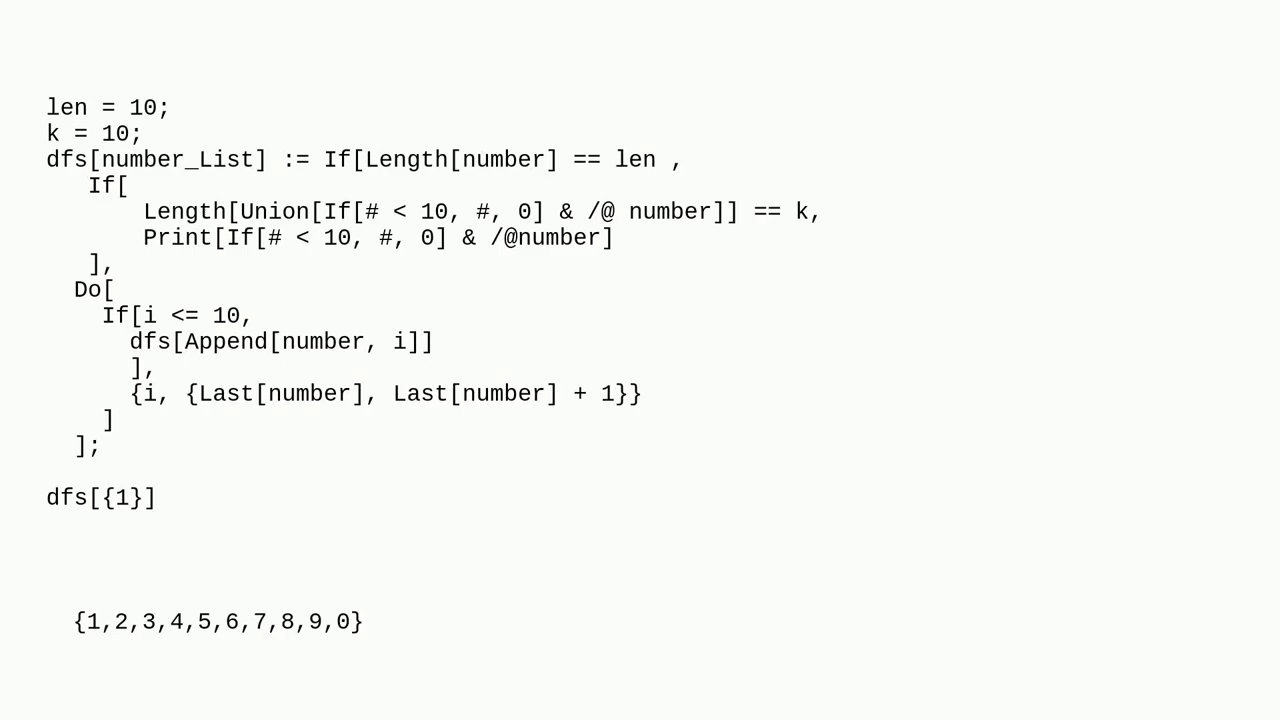 len = 10;
k = 10;
dfs[number_List] := If[Length[number] == len ,
   If[
       Length[Union[If[# < 10, #, 0] & /@ number]] == k,
       Print[If[# < 10, #, 0] & /@number]
   ],
  Do[
    If[i <= 10,
      dfs[Append[number, i]]
      ],
      {i, {Last[number], Last[number] + 1}}
    ]
  ];
dfs[{1}]
{1,2,3,4,5,6,7,8,9,0}